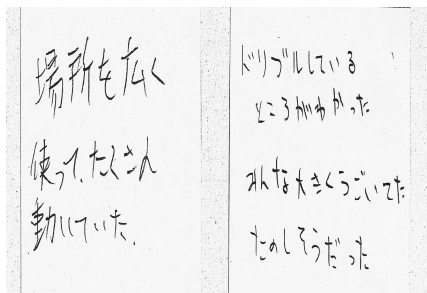 場所を広く
使って、たくさん
動いていた。
ドリブルしている
ところがわかった
みんな大きくうごいてた
たのしそうだった